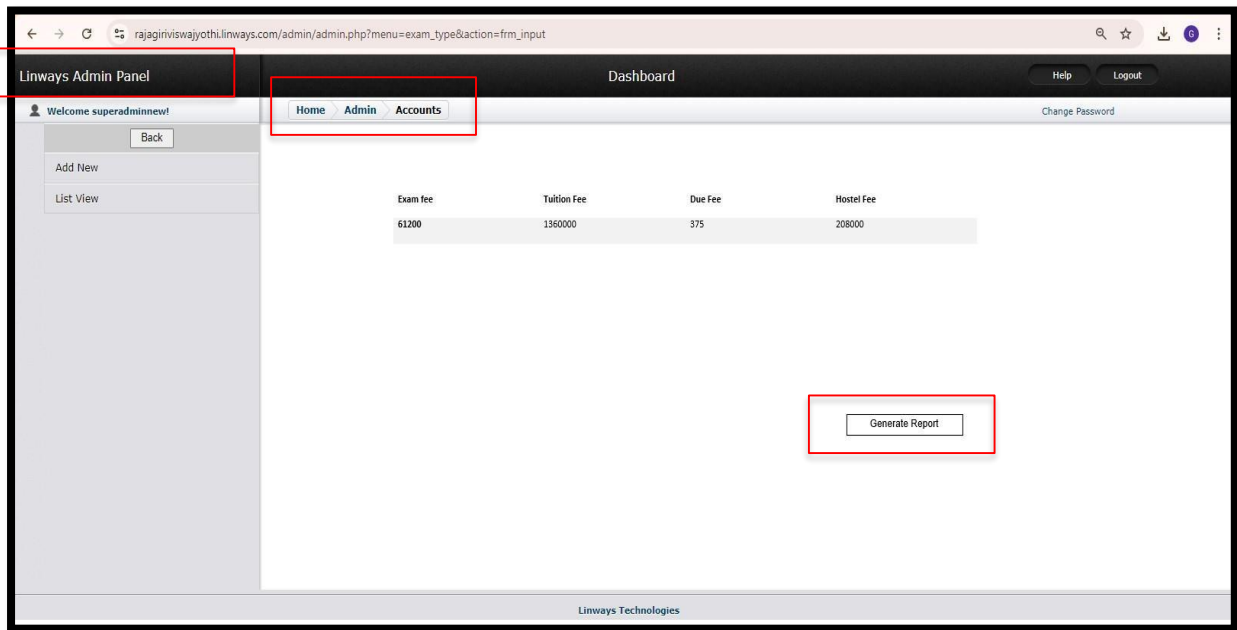 rajagiriviswajyothi.linways.com/admin/admin.php?menu=exam_type&action=frm_input
G
Linways Admin Panel
Dashboard
Help
Logout
Welcome superadminnew!
Home
Admin
Accounts
Change Password
Back
Add New
List View
Exam fee
Tuition Fee
Due Fee
Hostel Fee
61200
1360000
375
208000
Generate Report
Linways Technologies